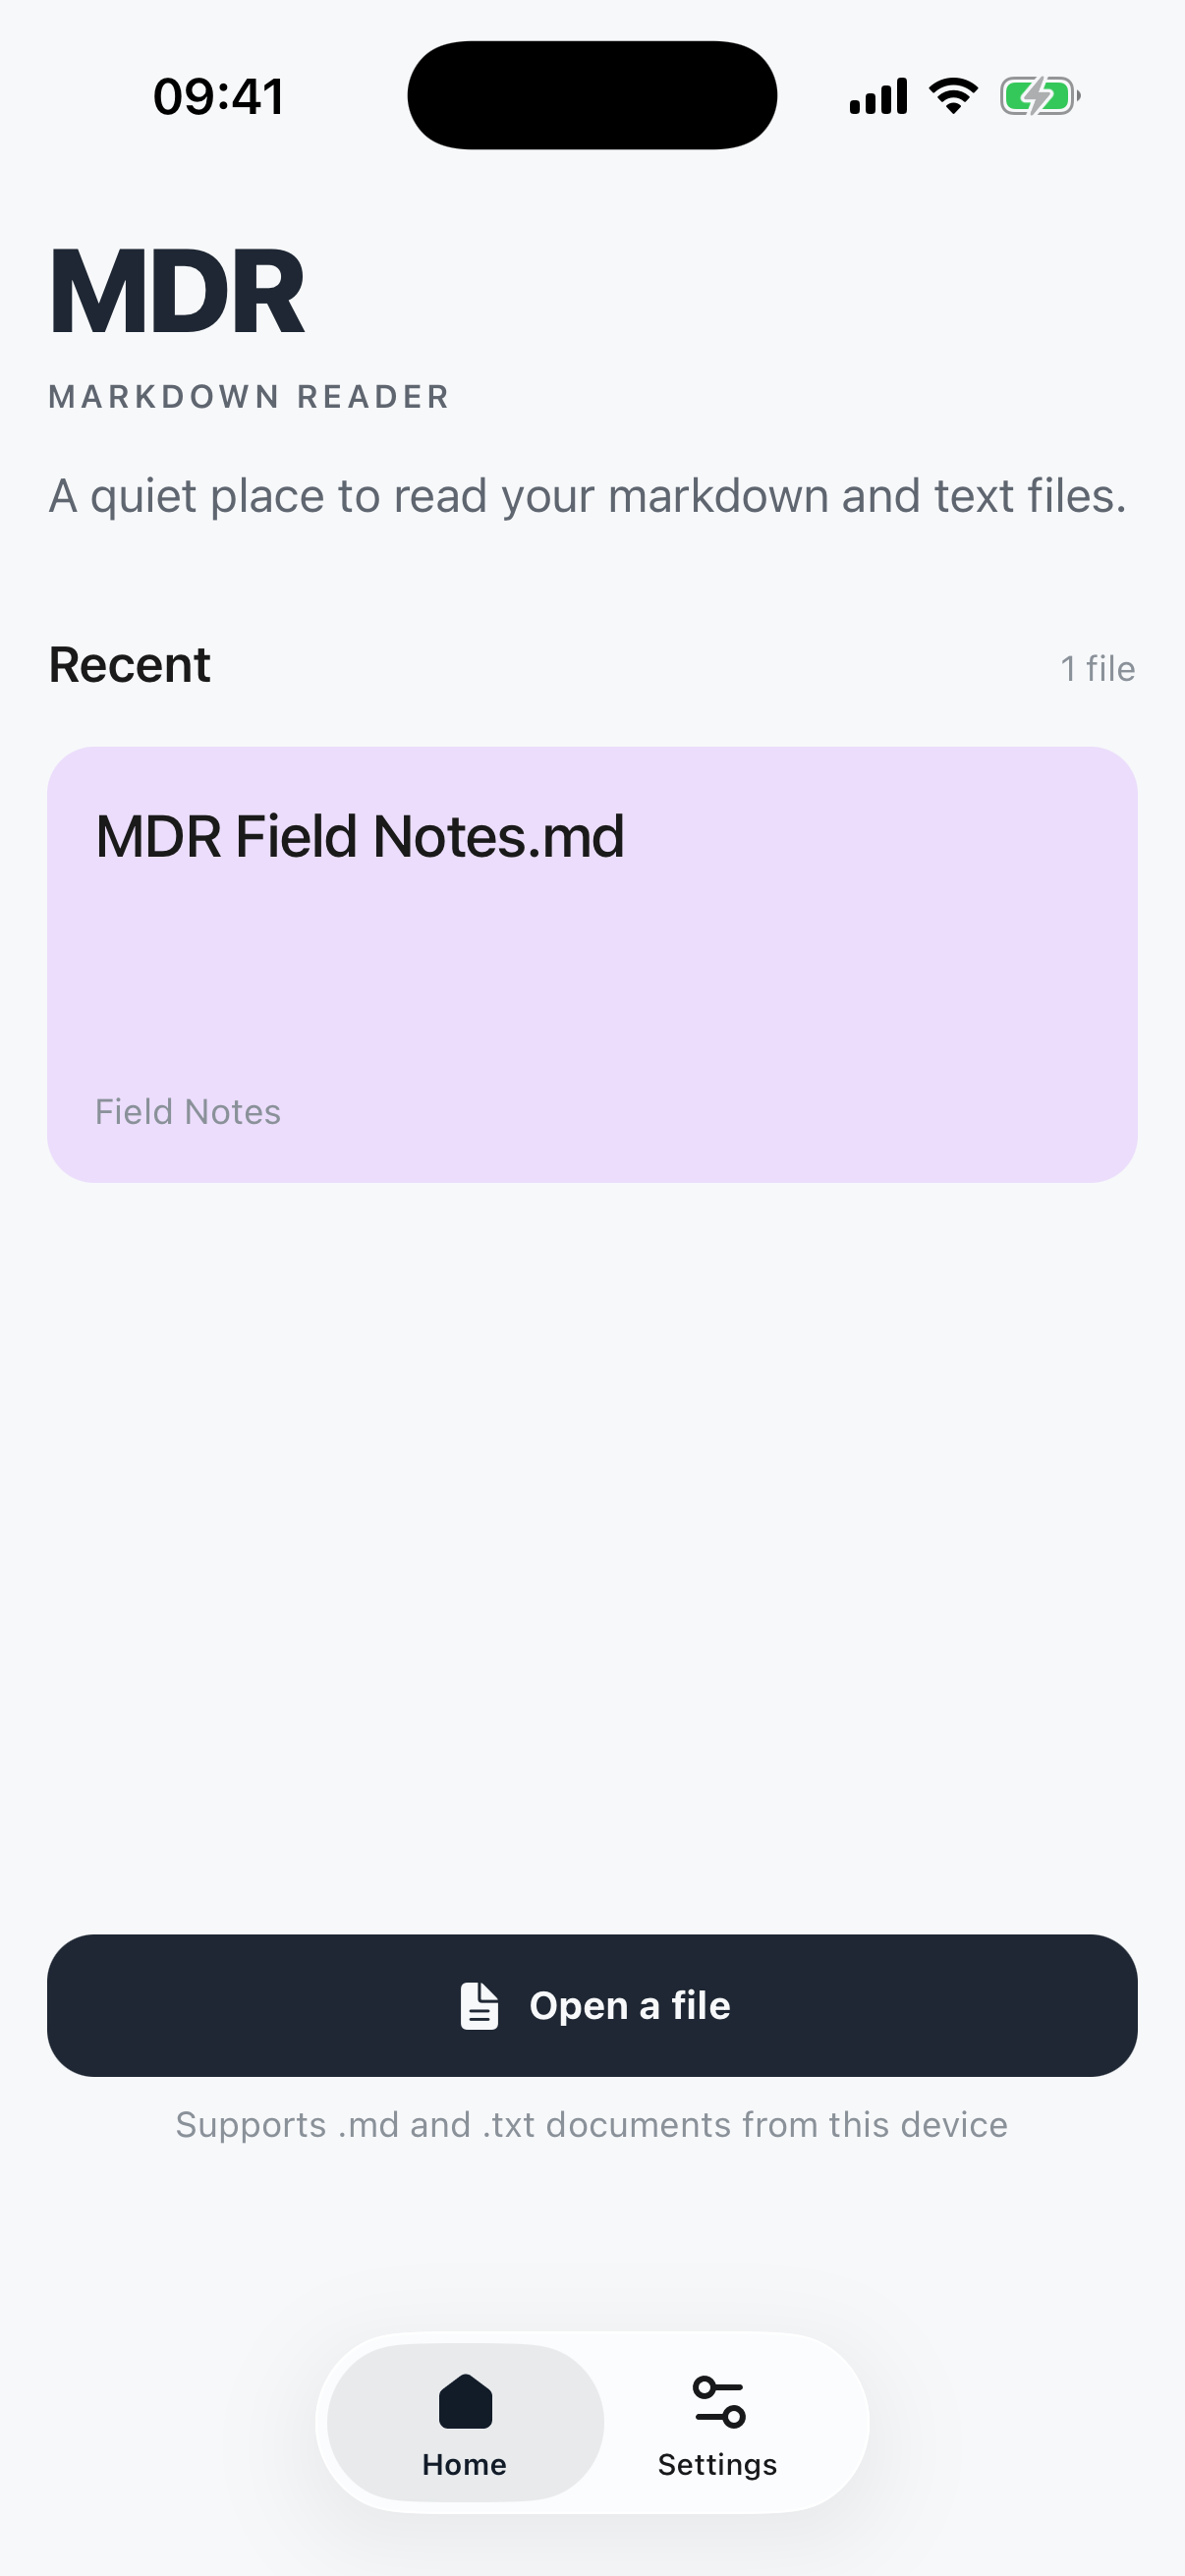 09:41
MDR
MARKDOWN READER
A quiet place to read your markdown and text files.
Recent
1 file
MDR Field Notes.md
Field Notes
Open a file
Supports .md and .txt documents from this device
Home
Settings